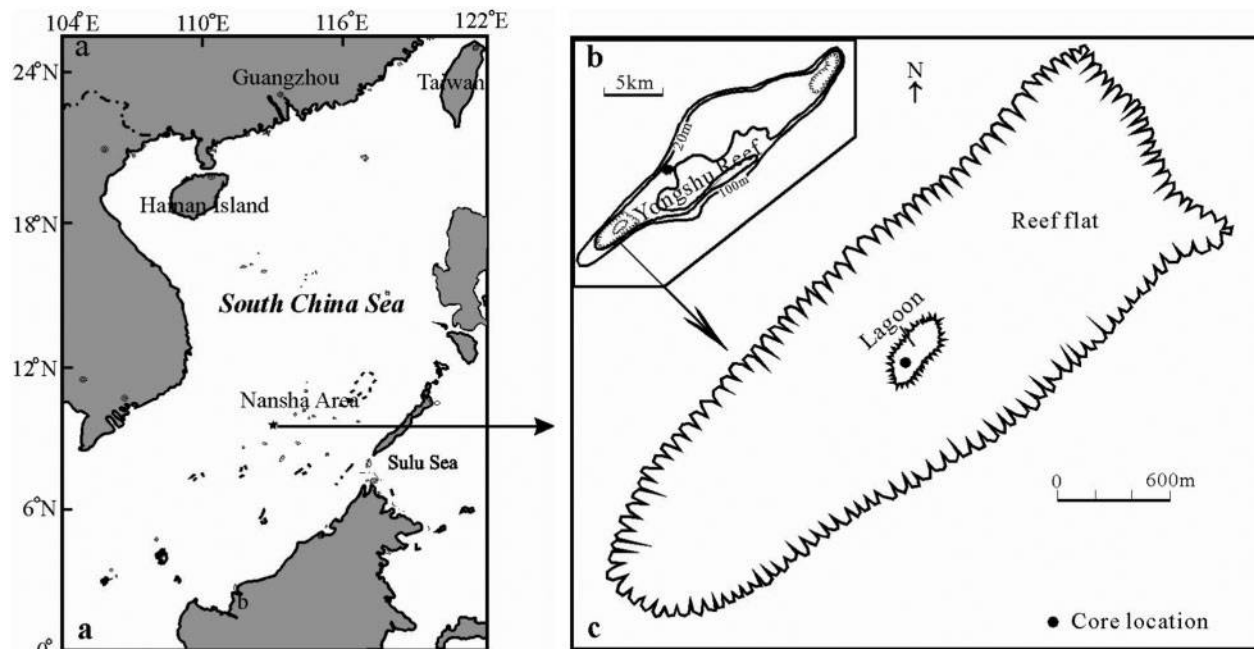 104°E 110°E 116°E 122°E
a
24°N
Guangzhou
Taiwan
Hainan Island
18°N
South China Sea
12°N
Nansha Area
Sulu Sea
6°N
b
a
0°
b
5km
N
20m
Yongshu Reef
100m
Reef flat
Lagoon
0 600m
c
Core location